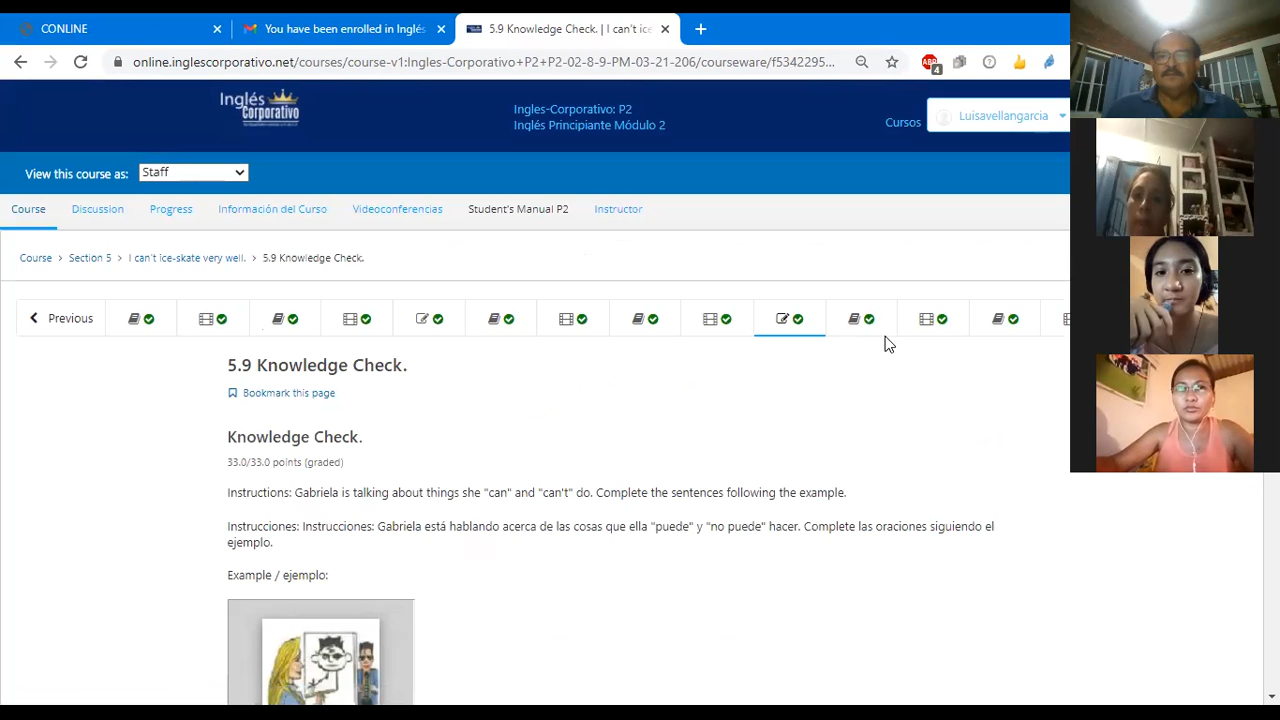 CONLINE
You have been enrolled in Inglés
5.9 Knowledge Check. | I can't ice
online.inglescorporativo.net/courses/course-v1:Ingles-Corporativo+P2+P2-02-8-9-PM-03-21-206/courseware/f5342295...
ABP
4
Inglés
Corporativo
Ingles-Corporativo: P2
Inglés Principiante Módulo 2
Cursos
Luisavellangarcia
View this course as:
Staff
Course
Discussion
Progress
Información del Curso
Videoconferencias
Student's Manual P2
Instructor
Course > Section 5 > I can't ice-skate very well. > 5.9 Knowledge Check.
Previous
5.9 Knowledge Check.
Bookmark this page
Knowledge Check.
33.0/33.0 points (graded)
Instructions: Gabriela is talking about things she "can" and "can't" do. Complete the sentences following the example.
Instrucciones: Instrucciones: Gabriela está hablando acerca de las cosas que ella "puede" y "no puede" hacer. Complete las oraciones siguiendo el
ejemplo.
Example / ejemplo: